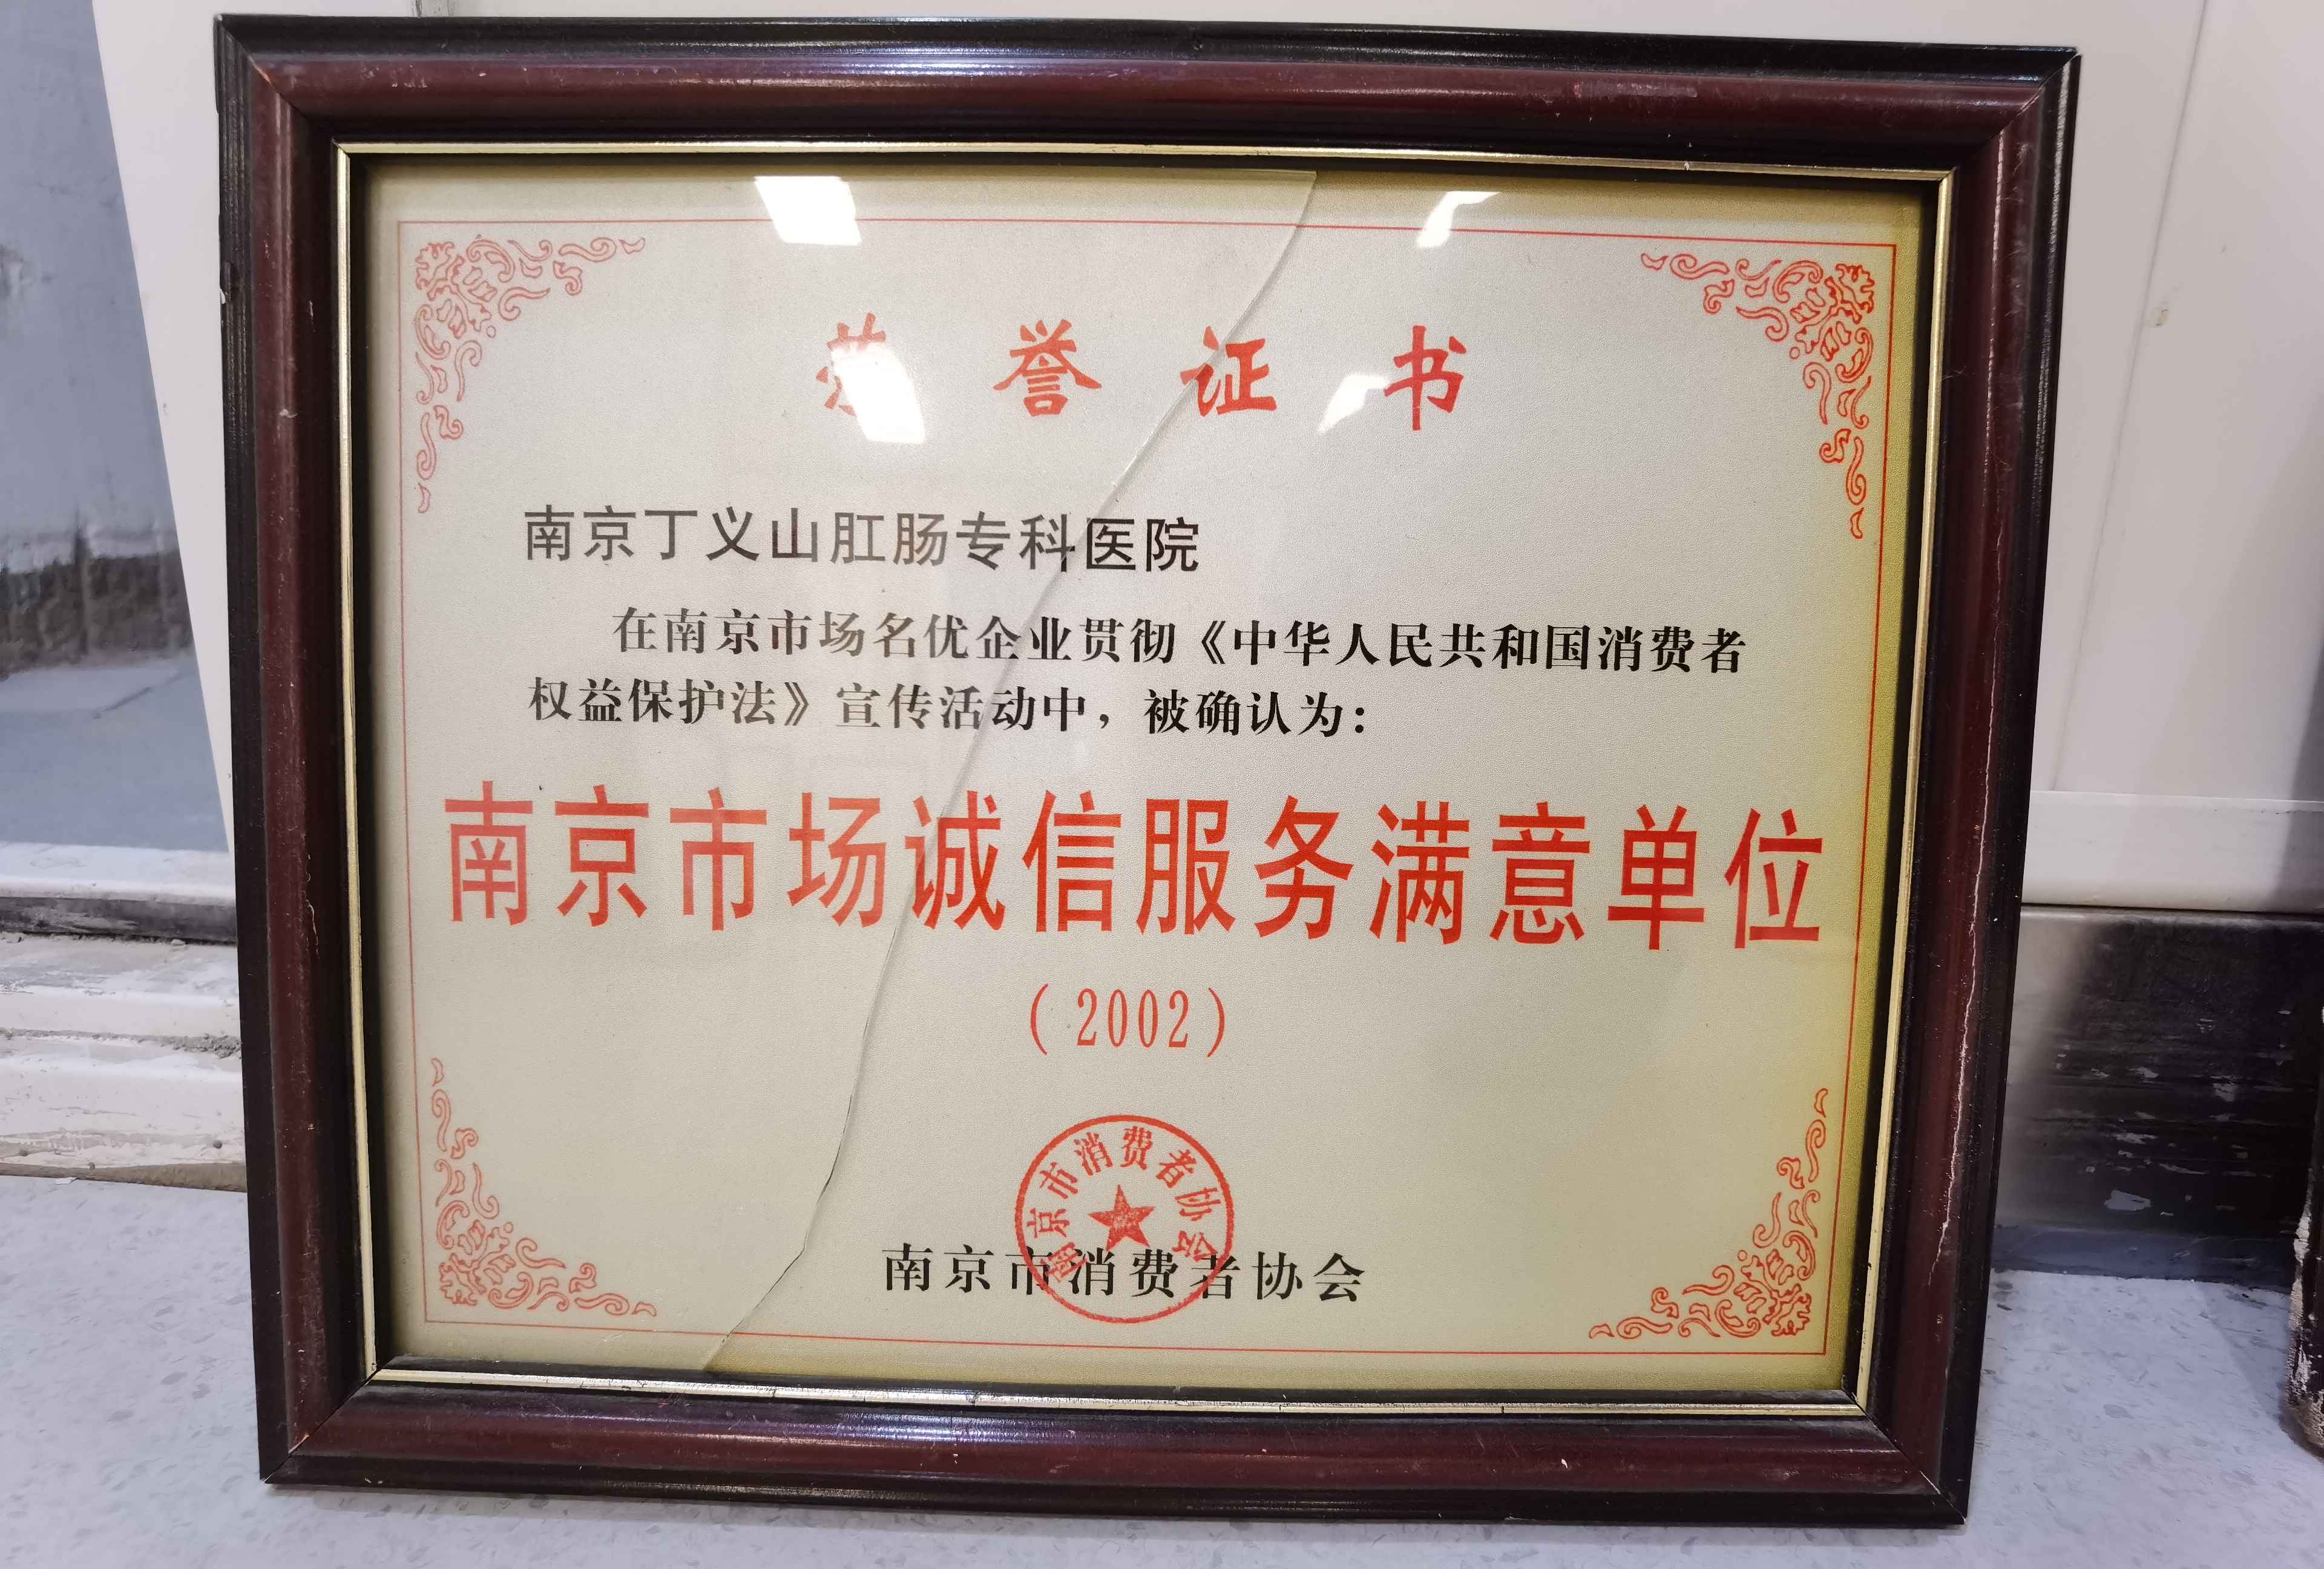 荣誉证书
南京丁义山肛肠专科医院
在南京市场名优企业贯彻《中华人民共和国消费者
权益保护法》宣传活动中，被确认为：
南京市场诚信服务满意单位
(2002)
南京市消费者协会
南京市消费者协会